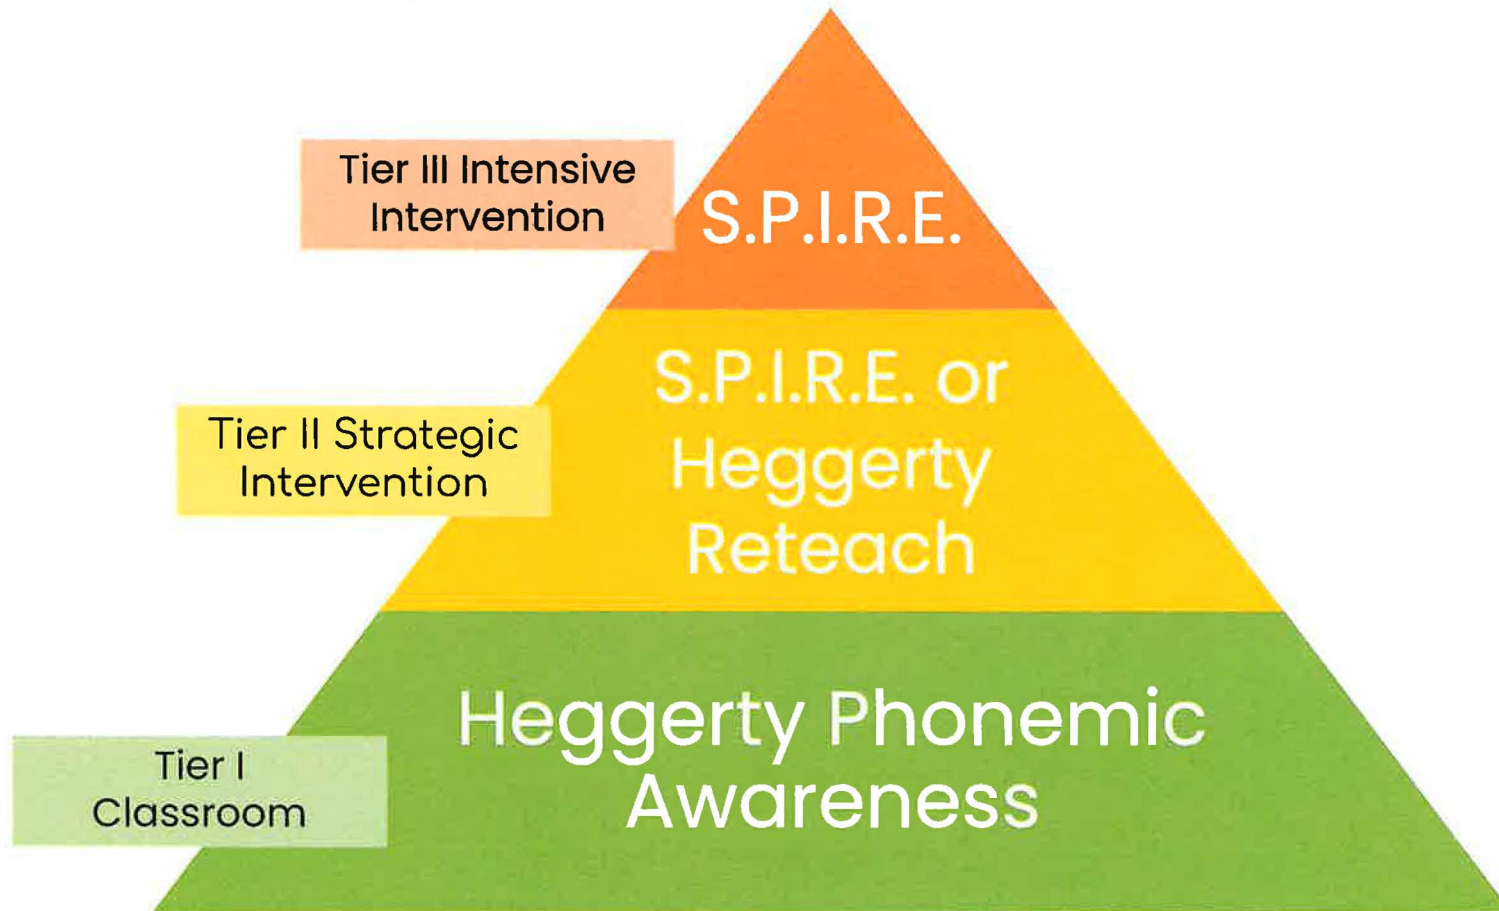 Tier III Intensive
Intervention
S.P.I.R.E.
S.P.I.R.E. or
Heggerty
Reteach
Tier II Strategic
Intervention
Heggerty Phonemic
Awareness
Tier I
Classroom